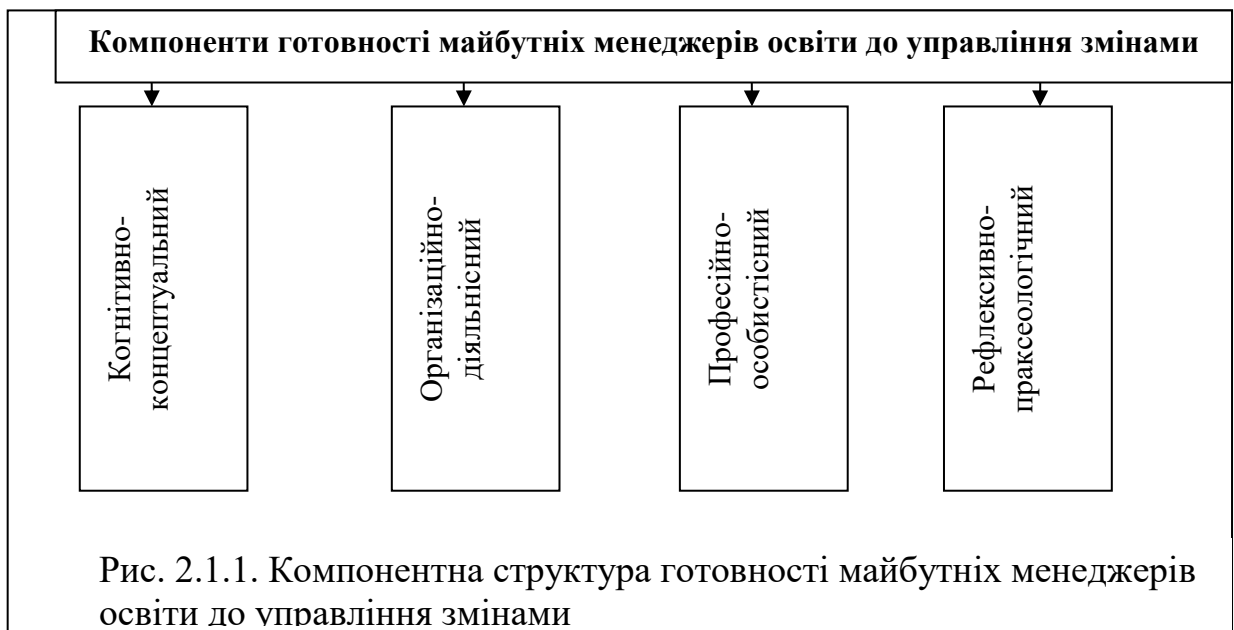 Компоненти готовності майбутніх менеджерів освіти до управління змінами
Когнітивно-
концептуальний
Організаційно-
діяльнісний
Професійно-
особистісний
Рефлексивно-
праксеологічний
Рис. 2.1.1. Компонентна структура готовності майбутніх менеджерів
освіти до управління змінами